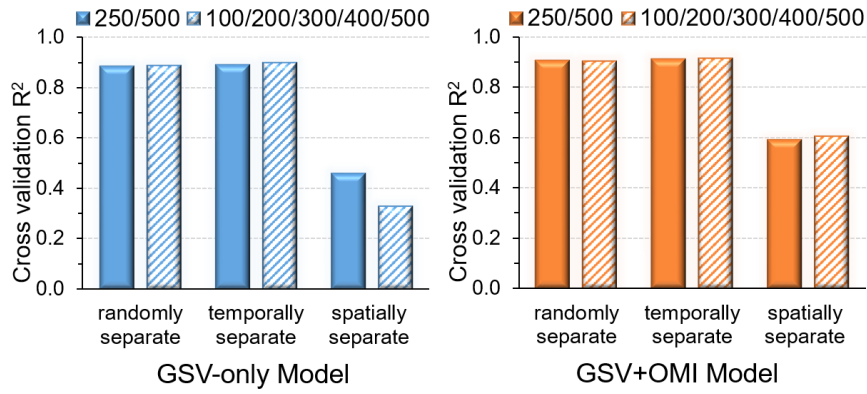 250/500 100/200/300/400/500
Cross validation R²
1.0
0.8
0.6
0.4
0.2
0.0
randomly separate
temporally separate
spatially separate
GSV-only Model
250/500 100/200/300/400/500
Cross validation R²
1.0
0.8
0.6
0.4
0.2
0.0
randomly separate
temporally separate
spatially separate
GSV+OMI Model